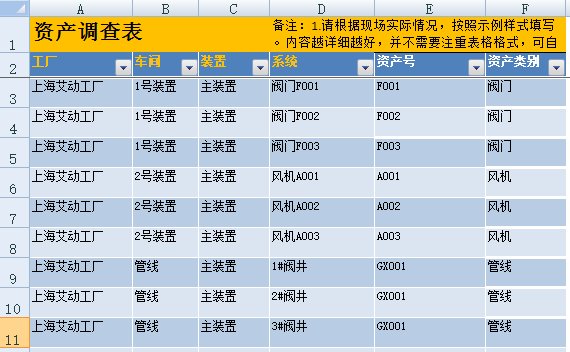 A B C D E F
1 资产调查表 备注：1.请根据现场实际情况，按照示例样式填写
。内容越详细越好，并不需要注重表格格式，可自
2 工厂 车间 装置 系统 资产号 资产类别
3 上海艾动工厂 1号装置 主装置 阀门F001 F001 阀门
4 上海艾动工厂 1号装置 主装置 阀门F002 F002 阀门
5 上海艾动工厂 1号装置 主装置 阀门F003 F003 阀门
6 上海艾动工厂 2号装置 主装置 风机A001 A001 风机
7 上海艾动工厂 2号装置 主装置 风机A002 A002 风机
8 上海艾动工厂 2号装置 主装置 风机A003 A003 风机
9 上海艾动工厂 管线 主装置 1#阀井 GX001 管线
10 上海艾动工厂 管线 主装置 2#阀井 GX001 管线
11 上海艾动工厂 管线 主装置 3#阀井 GX001 管线